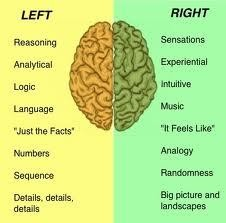 LEFT
Reasoning
Analytical
Logic
Language
"Just the Facts"
Numbers
Sequence
Details, details,
details
RIGHT
Sensations
Experiential
intuitive
Music
"It Feels Like"
Analogy
Randomness
Big picture and
landscapes